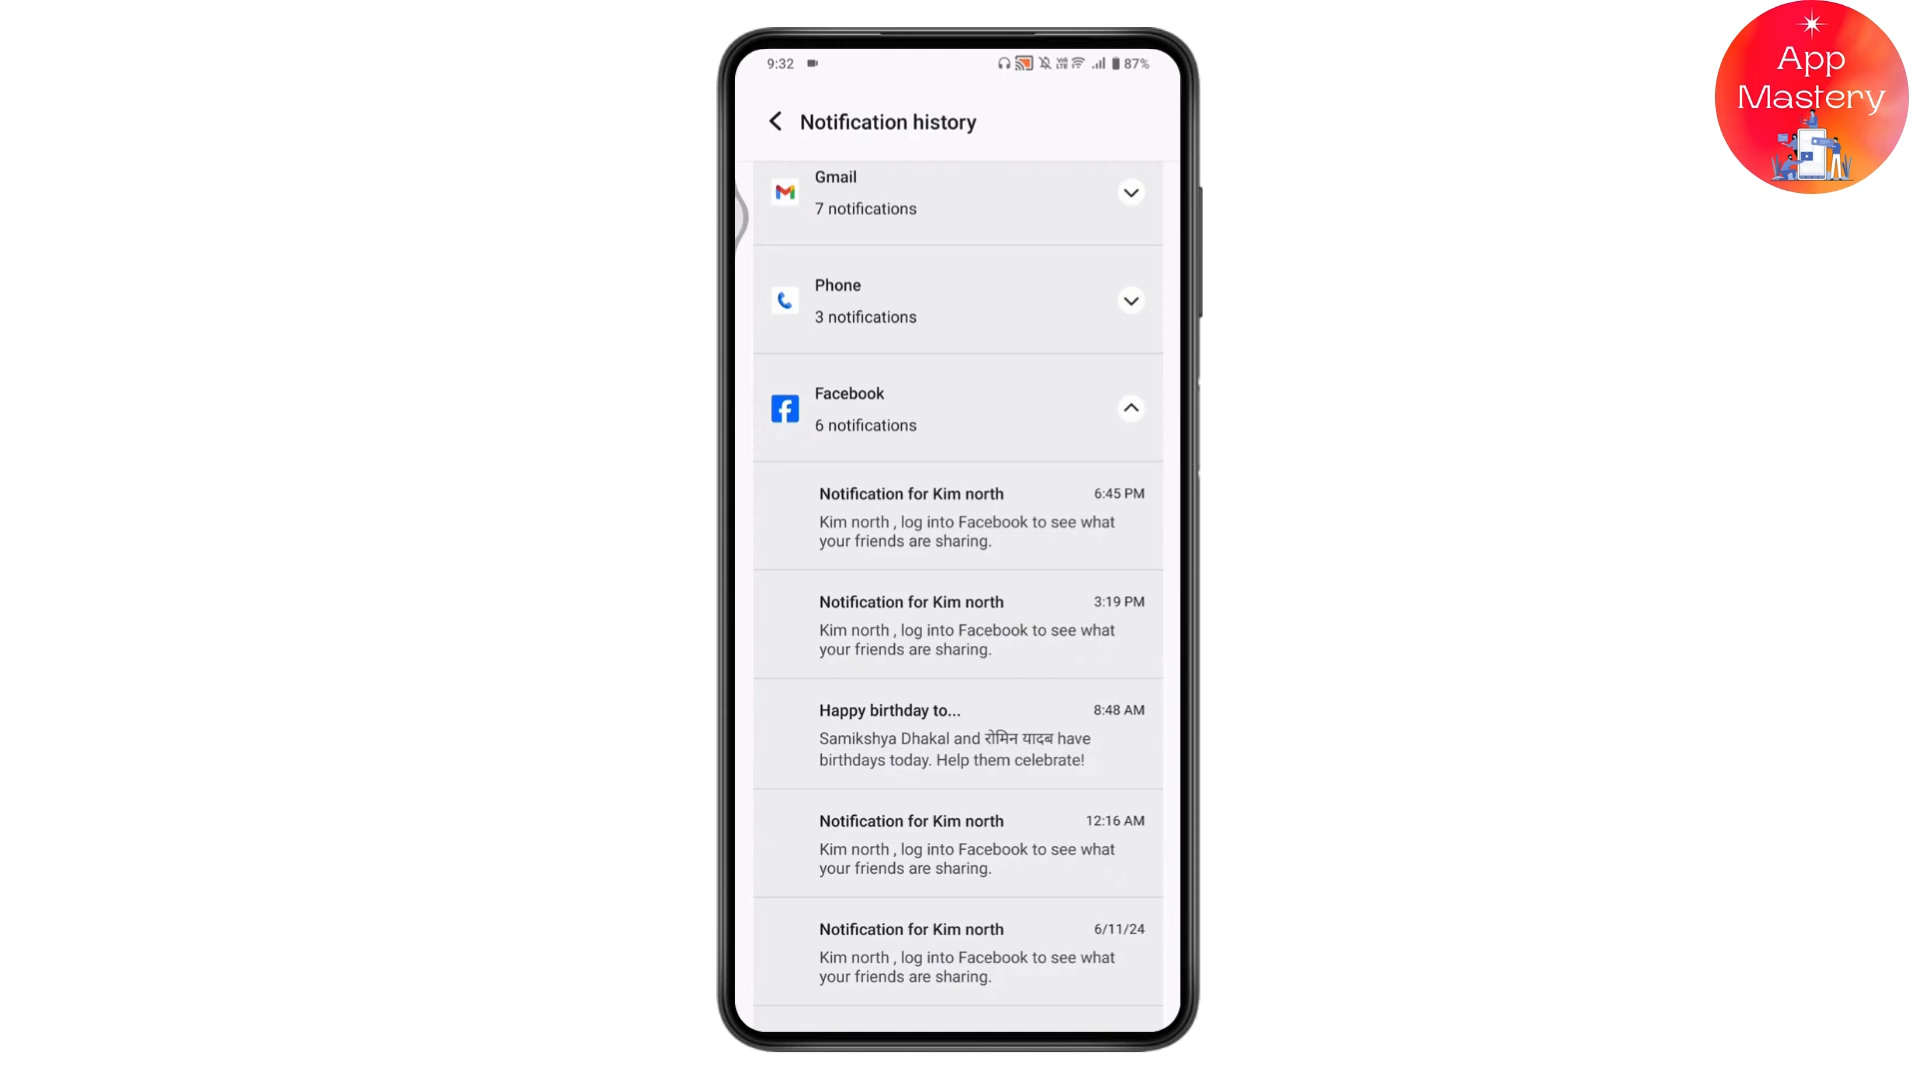 9:32
87%
Notification history
Gmail
7 notifications
Phone
3 notifications
Facebook
6 notifications
Notification for Kim north 6:45 PM
Kim north , log into Facebook to see what
your friends are sharing.
Notification for Kim north 3:19 PM
Kim north , log into Facebook to see what
your friends are sharing.
Happy birthday to... 8:48 AM
Samikshya Dhakal and रोमिन यादब have
birthdays today. Help them celebrate!
Notification for Kim north 12:16 AM
Kim north , log into Facebook to see what
your friends are sharing.
Notification for Kim north 6/11/24
Kim north , log into Facebook to see what
your friends are sharing.
App
Mastery